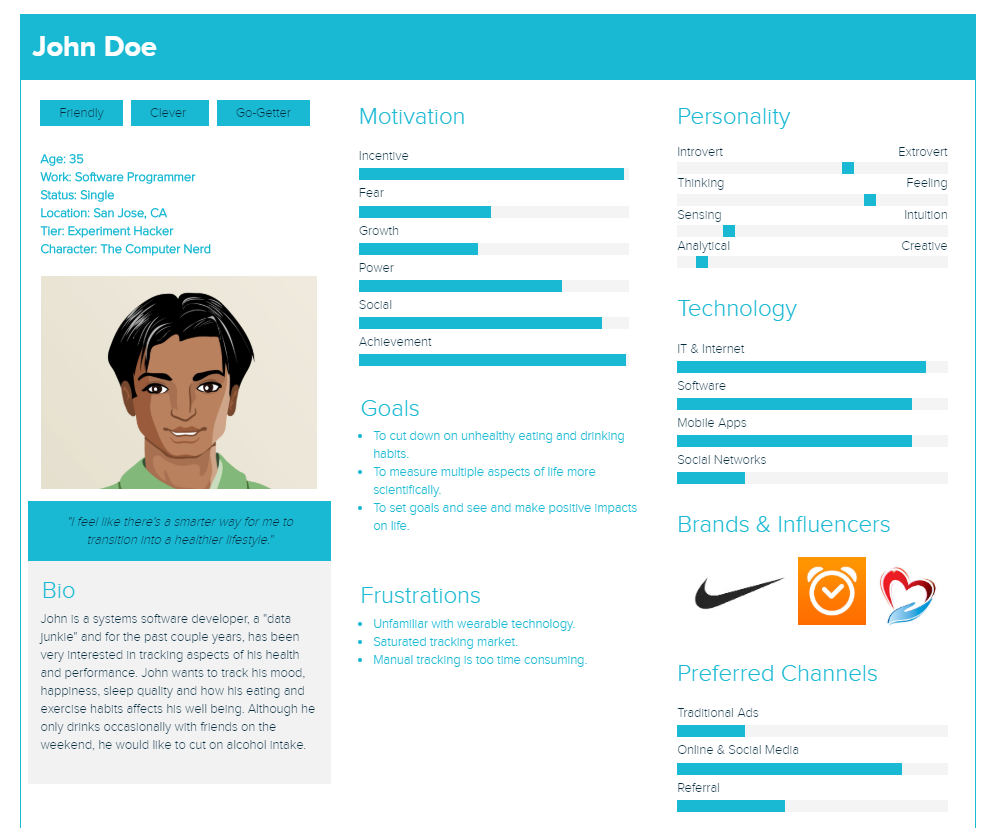 John Doe
Friendly
Clever
Go-Getter
Age: 35
Work: Software Programmer
Status: Single
Location: San Jose, CA
Tier: Experiment Hacker
Character: The Computer Nerd
"I feel like there's a smarter way for me to
transition into a healthier lifestyle."
Bio
John is a systems software developer, a "data
junkie" and for the past couple years, has been
very interested in tracking aspects of his health
and performance. John wants to track his mood,
happiness, sleep quality and how his eating and
exercise habits affects his well being. Although he
only drinks occasionally with friends on the
weekend, he would like to cut on alcohol intake.
Motivation
Incentive
Fear
Growth
Power
Social
Achievement
Goals
To cut down on unhealthy eating and drinking
habits.
To measure multiple aspects of life more
scientifically.
To set goals and see and make positive impacts
on life.
Frustrations
Unfamiliar with wearable technology.
Saturated tracking market.
Manual tracking is too time consuming.
Personality
Introvert Extrovert
Thinking Feeling
Sensing Intuition
Analytical Creative
Technology
IT & Internet
Software
Mobile Apps
Social Networks
Brands & Influencers
Preferred Channels
Traditional Ads
Online & Social Media
Referral